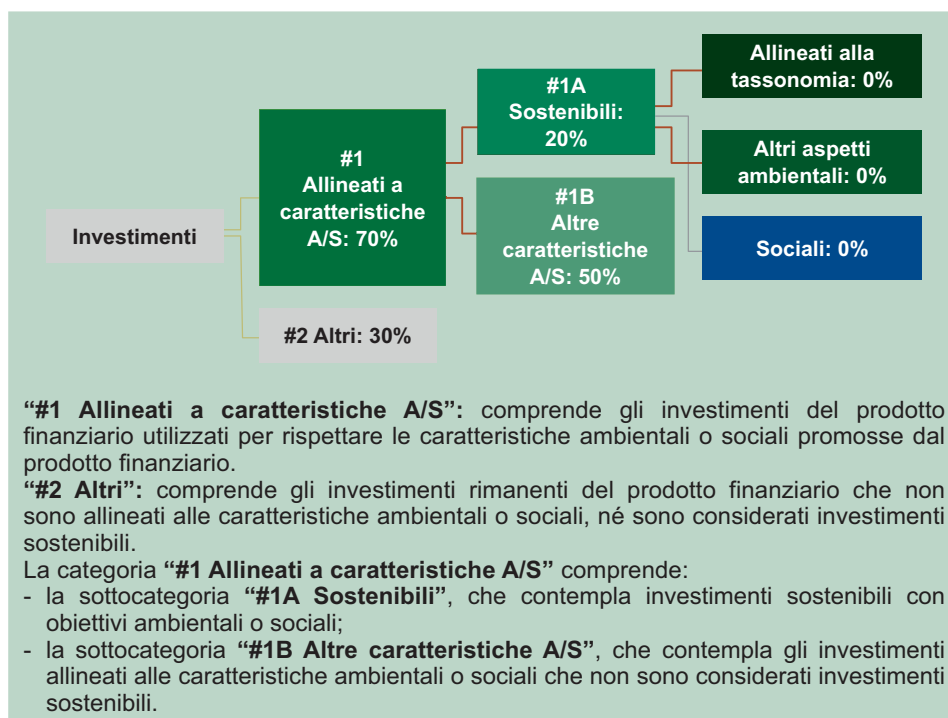 Investimenti
#1
Allineati a
caratteristiche
A/S: 70%
#2 Altri: 30%
#1A
Sostenibili:
20%
#1B
Altre
caratteristiche
A/S: 50%
Allineati alla
tassonomia: 0%
Altri aspetti
ambientali: 0%
Sociali: 0%
“#1 Allineati a caratteristiche A/S”: comprende gli investimenti del prodotto
finanziario utilizzati per rispettare le caratteristiche ambientali o sociali promosse dal
prodotto finanziario.
“#2 Altri”: comprende gli investimenti rimanenti del prodotto finanziario che non
sono allineati alle caratteristiche ambientali o sociali, né sono considerati investimenti
sostenibili.
La categoria “#1 Allineati a caratteristiche A/S” comprende:
- la sottocategoria “#1A Sostenibili”, che contempla investimenti sostenibili con
obiettivi ambientali o sociali;
- la sottocategoria “#1B Altre caratteristiche A/S”, che contempla gli investimenti
allineati alle caratteristiche ambientali o sociali che non sono considerati investimenti
sostenibili.